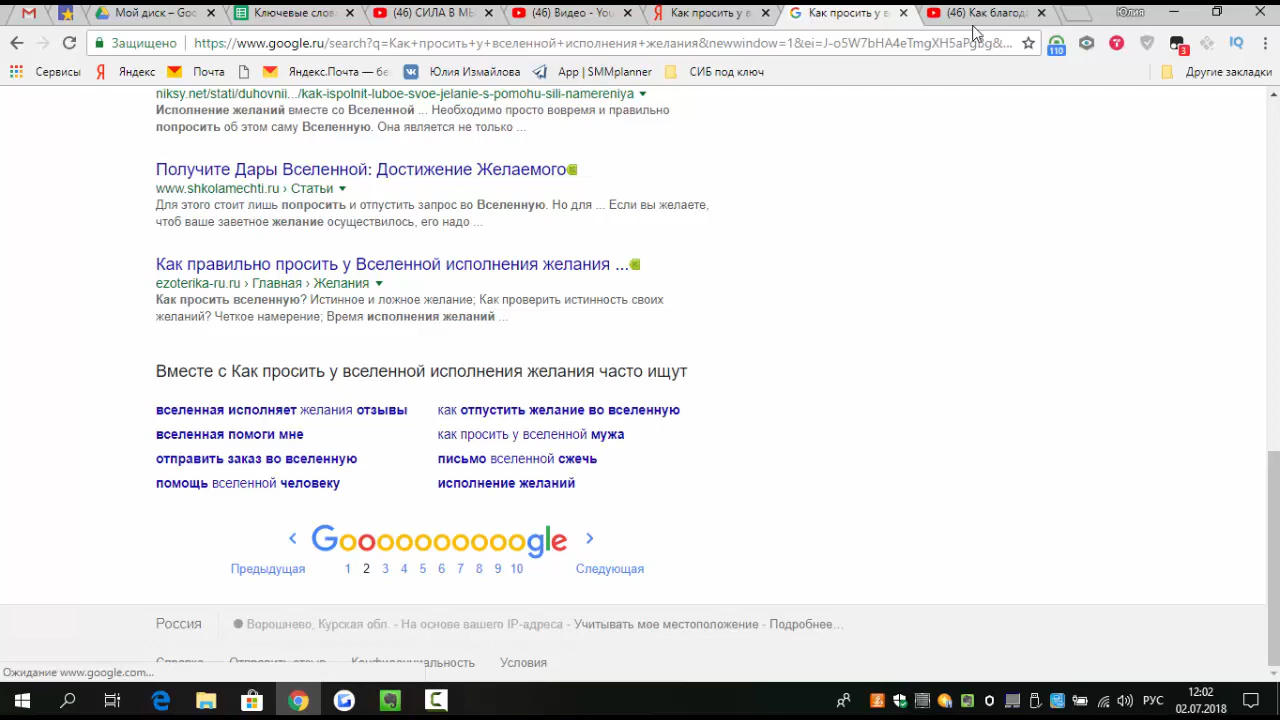 Мой диск – Goo
Ключевые слов
(46) СИЛА В МЫ
(46) Видео - You
Как просить у в
Как просить у в
(46) Как благод
Юлия
Защищено
https://www.google.ru/search?q=Как+просить+у+вселенной+исполнения+желания&newwindow=1&ei=J-o5W7bHA4eTmgXH5aPgBg&...
110
3
IQ
Сервисы
Яндекс
Почта
Яндекс.Почта — бе
Юлия Измайлова
App | SMMplanner
СИБ под ключ
Другие закладки
niksy.net/stati/duhovnii.../kak-ispolnit-luboe-svoe-jelanie-s-pomohu-sili-namereniya
Исполнение желаний вместе со Вселенной ... Необходимо просто вовремя и правильно
попросить об этом саму Вселенную. Она является не только ...
Получите Дары Вселенной: Достижение Желаемого
www.shkolamechti.ru › Статьи
Для этого стоит лишь попросить и отпустить запрос во Вселенную. Но для ... Если вы желаете,
чтоб ваше заветное желание осуществилось, его надо ...
Как правильно просить у Вселенной исполнения желания ...
ezoterika-ru.ru › Главная › Желания
Как просить вселенную? Истинное и ложное желание; Как проверить истинность своих
желаний? Четкое намерение; Время исполнения желаний ...
Вместе с Как просить у вселенной исполнения желания часто ищут
вселенная исполняет желания отзывы
как отпустить желание во вселенную
вселенная помоги мне
как просить у вселенной мужа
отправить заказ во вселенную
письмо вселенной сжечь
помощь вселенной человеку
исполнение желаний
Gooooooooogle
Предыдущая
1 2 3 4 5 6 7 8 9 10
Следующая
Россия
Ворошнево, Курская обл. - На основе вашего IP-адреса - Учитывать мое местоположение - Подробнее...
Справка
Отправить отзыв
Конфиденциальность
Условия
Ожидание www.google.com...
РУС
12:02
02.07.2018